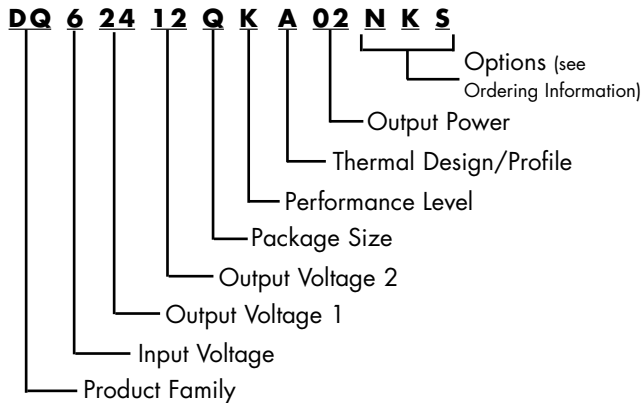 DQ 6 24 12 Q K A 02 N K S
Options (see
Ordering Information)
Output Power
Thermal Design/Profile
Performance Level
Package Size
Output Voltage 2
Output Voltage 1
Input Voltage
Product Family